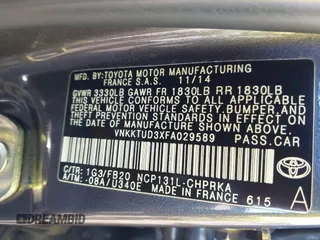 MFD BY: TOYOTA MOTOR MANUFACTURING
FRANCE S.A.S. 11/14
GVWR 3330LB GAWR FR 1830LB RR 1830LB
THIS VEHICLE CONFORMS TO ALL APPLICABLE
FEDERAL MOTOR VEHICLE SAFETY,BUMPER,AND
THEFT PREVENTION STANDARDS IN EFFECT ON
THE DATE OF MANUFACTURE SHOWN ABOVE.
VNKKTUD3XFA029589 PASS.CAR
C/TR: 1G3/FB20 NCP131L-CHPRKA
A/TM: -08A/U340E MADE IN FRANCE 615
TOYOTA
A
DREAMBID